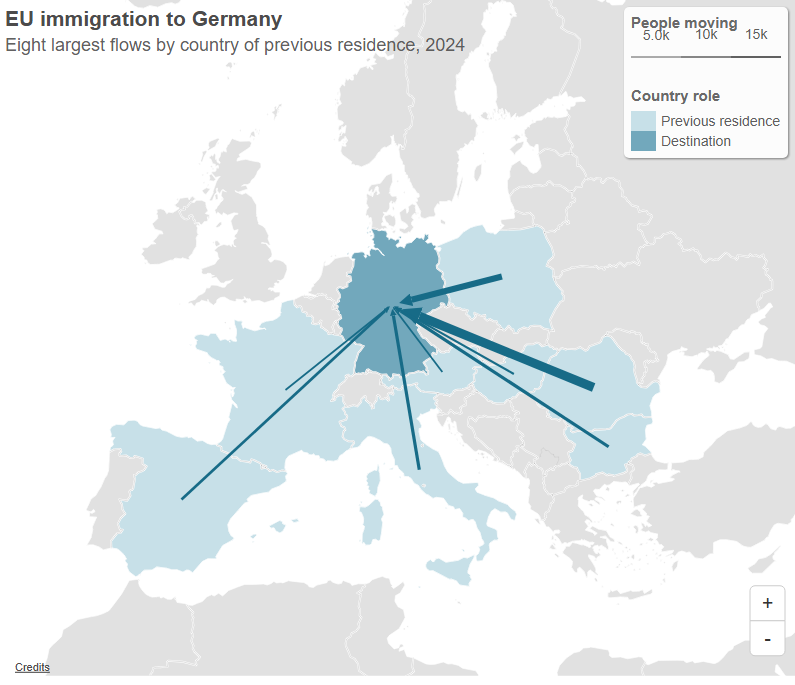 EU immigration to Germany
Eight largest flows by country of previous residence, 2024
People moving
5.0k 10k 15k
Country role
Previous residence
Destination
+
-
Credits